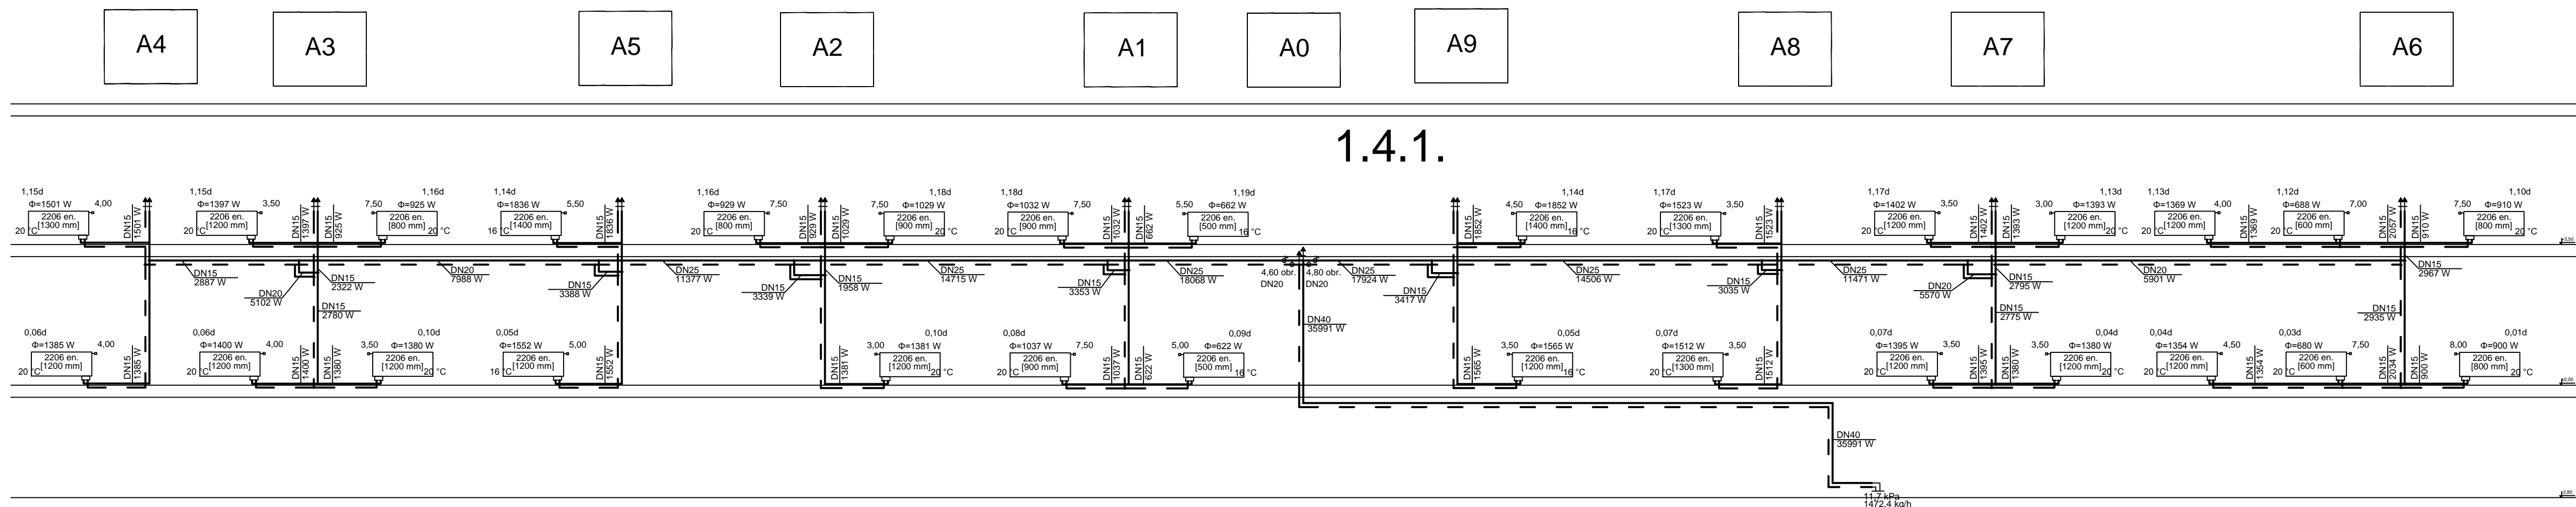 A4
A3
A5
A2
A1
A0
A9
A8
A7
A6
1.4.1.
1,15d
Φ=1501 W
4,00
2206 en.
[1300 mm]
20 °C
DN15
1501 W
1,15d
Φ=1397 W
3,50
2206 en.
[1200 mm]
20 °C
DN15
1397 W
DN15
925 W
1,16d
7,50
Φ=925 W
2206 en.
[800 mm]
20 °C
1,14d
Φ=1836 W
5,50
2206 en.
[1400 mm]
16 °C
DN15
1836 W
1,16d
Φ=929 W
7,50
2206 en.
[800 mm]
20 °C
DN15
929 W
DN15
1029 W
1,18d
7,50
Φ=1029 W
2206 en.
[900 mm]
20 °C
1,18d
Φ=1032 W
7,50
2206 en.
[900 mm]
20 °C
DN15
1032 W
DN15
662 W
1,19d
5,50
Φ=662 W
2206 en.
[500 mm]
16 °C
DN15
1852 W
1,14d
4,50
Φ=1852 W
2206 en.
[1400 mm]
16 °C
1,17d
Φ=1523 W
3,50
2206 en.
[1300 mm]
20 °C
DN15
1523 W
1,17d
Φ=1402 W
3,50
2206 en.
[1200 mm]
20 °C
DN15
1402 W
DN15
1393 W
1,13d
3,00
Φ=1393 W
2206 en.
[1200 mm]
20 °C
1,13d
Φ=1369 W
4,00
2206 en.
[1200 mm]
20 °C
DN15
1369 W
1,12d
Φ=688 W
7,00
2206 en.
[600 mm]
20 °C
DN15
2057 W
DN15
910 W
1,10d
7,50
Φ=910 W
2206 en.
[800 mm]
20 °C
DN15
2887 W
DN20
5102 W
DN15
2322 W
DN15
2780 W
DN20
7988 W
DN15
3388 W
DN25
11377 W
DN15
3339 W
DN15
1958 W
DN25
14715 W
DN15
3353 W
DN25
18068 W
4,60 obr.
DN20
4,80 obr.
DN20
DN25
17924 W
DN15
3417 W
DN25
14506 W
DN15
3035 W
DN25
11471 W
DN20
5570 W
DN15
2795 W
DN15
2775 W
DN20
5901 W
DN15
2967 W
DN15
2935 W
DN40
35991 W
0,06d
Φ=1385 W
4,00
2206 en.
[1200 mm]
20 °C
DN15
1385 W
0,06d
Φ=1400 W
4,00
2206 en.
[1200 mm]
20 °C
DN15
1400 W
DN15
1380 W
0,10d
3,50
Φ=1380 W
2206 en.
[1200 mm]
20 °C
0,05d
Φ=1552 W
5,00
2206 en.
[1200 mm]
16 °C
DN15
1552 W
DN15
1381 W
0,10d
3,00
Φ=1381 W
2206 en.
[1200 mm]
20 °C
0,08d
Φ=1037 W
7,50
2206 en.
[900 mm]
20 °C
DN15
1037 W
DN15
622 W
0,09d
5,00
Φ=622 W
2206 en.
[500 mm]
16 °C
DN15
1565 W
0,05d
3,50
Φ=1565 W
2206 en.
[1200 mm]
16 °C
0,07d
Φ=1512 W
3,50
2206 en.
[1300 mm]
20 °C
DN15
1512 W
0,07d
Φ=1395 W
3,50
2206 en.
[1200 mm]
20 °C
DN15
1395 W
DN15
1380 W
0,04d
3,50
Φ=1380 W
2206 en.
[1200 mm]
20 °C
0,04d
Φ=1354 W
4,50
2206 en.
[1200 mm]
20 °C
DN15
1354 W
0,03d
Φ=680 W
7,50
2206 en.
[600 mm]
20 °C
DN15
2034 W
DN15
900 W
0,01d
8,00
Φ=900 W
2206 en.
[800 mm]
20 °C
DN40
35991 W
11,7 kPa
1472,4 kg/h